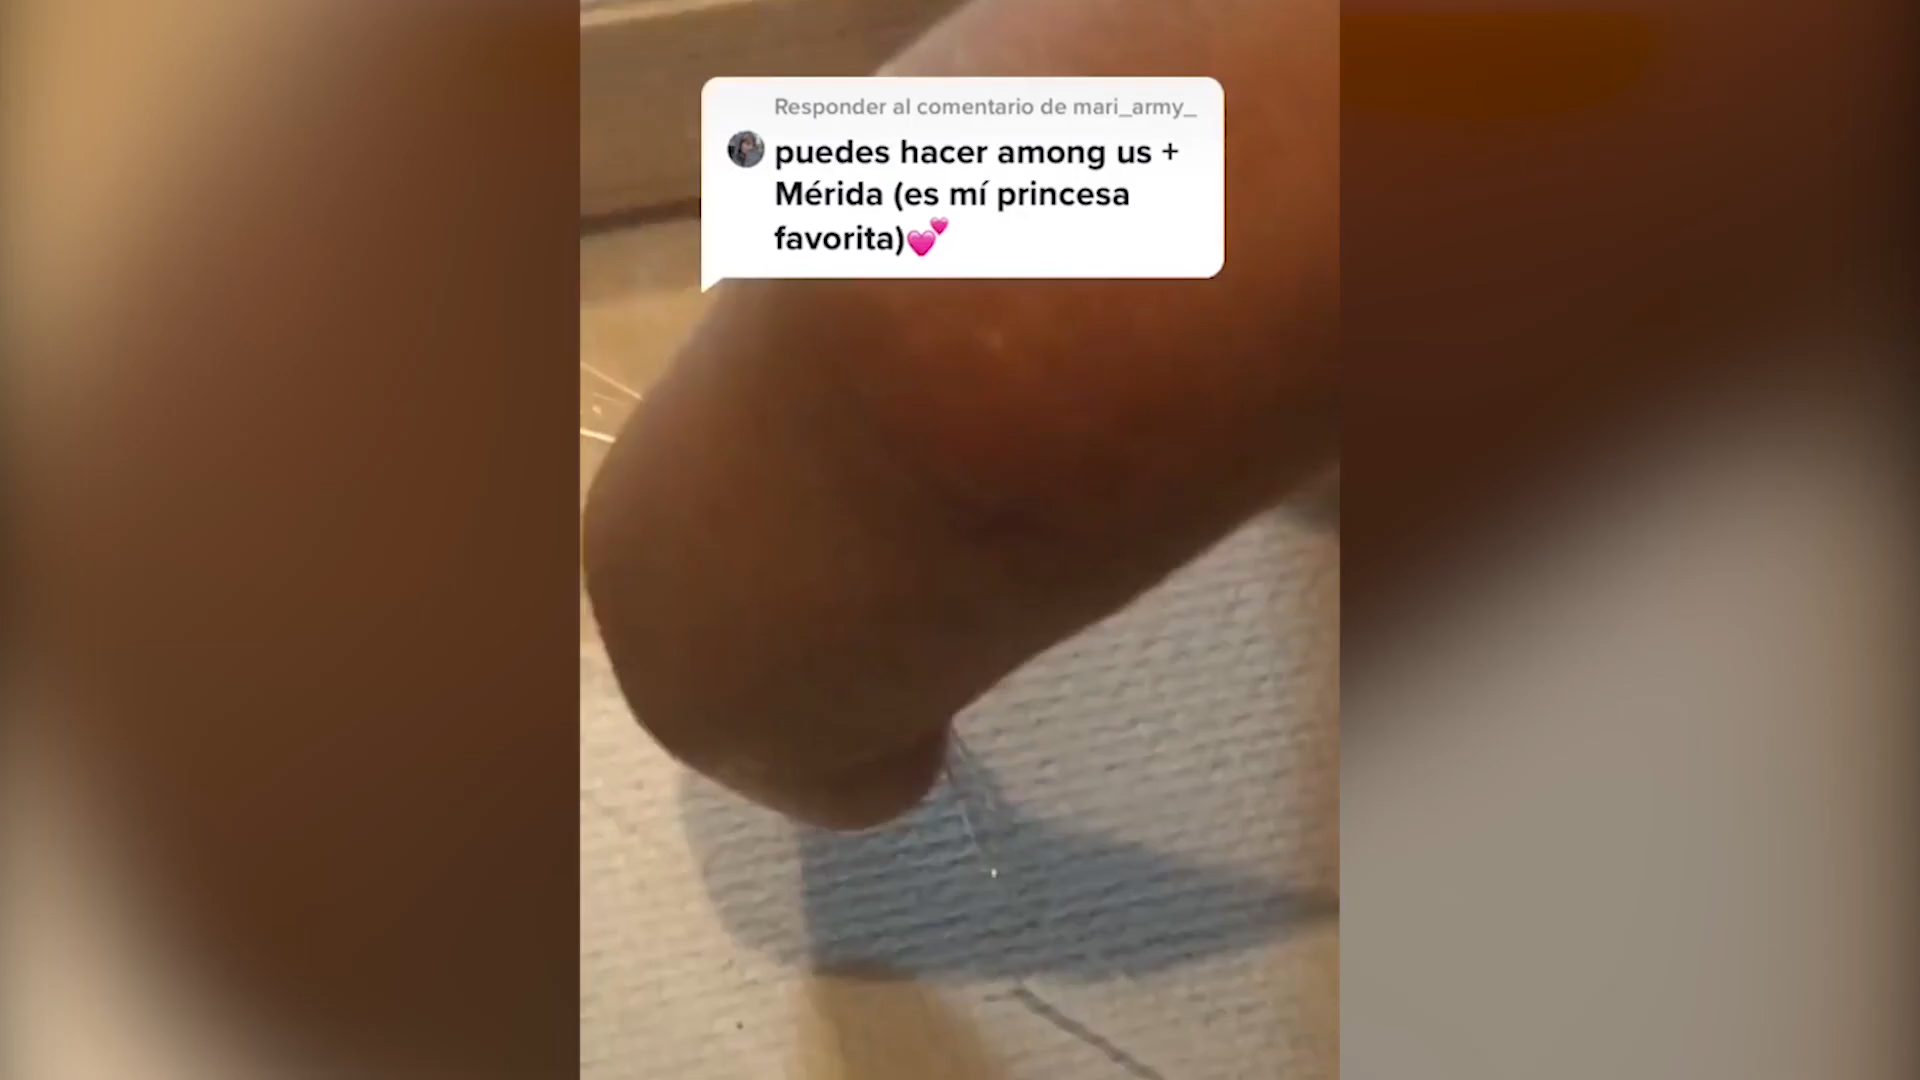 Responder al comentario de mari_army_
puedes hacer among us +
Mérida (es mí princesa
favorita)💕